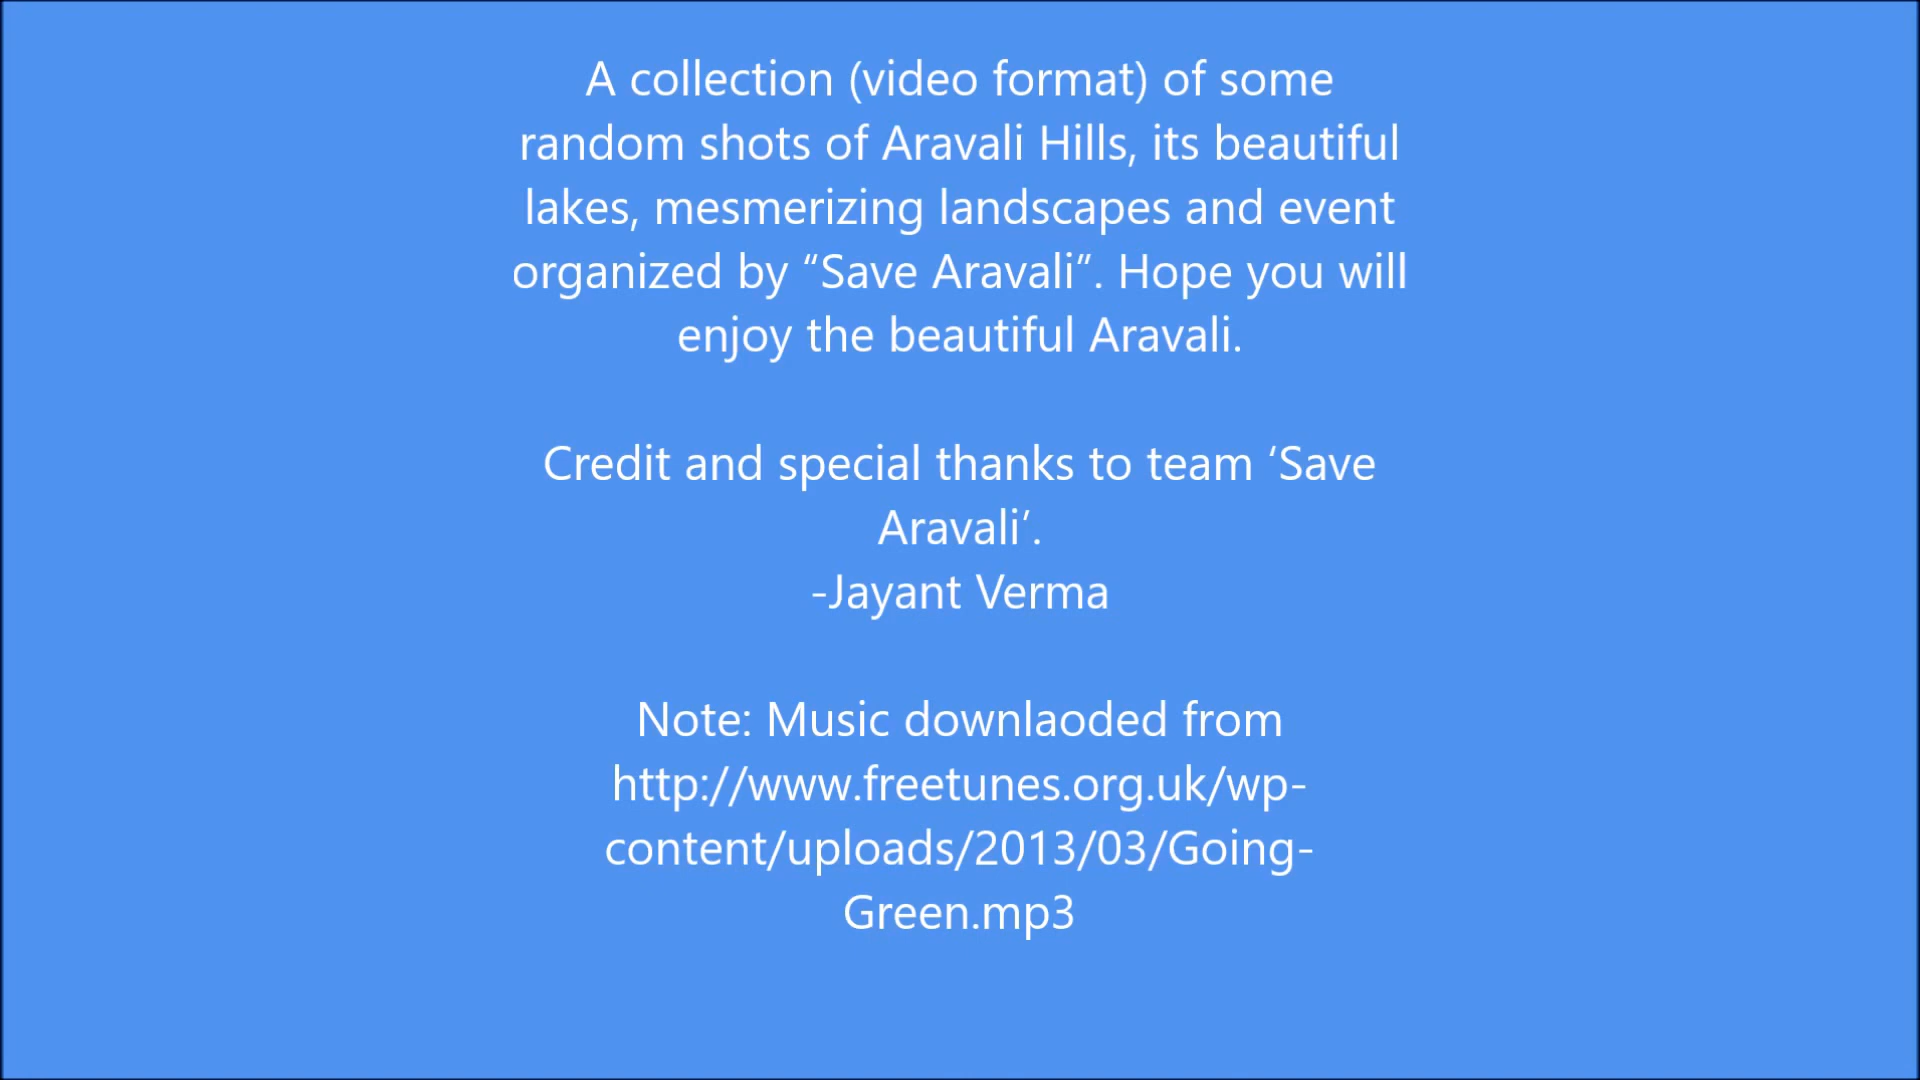 A collection (video format) of some
random shots of Aravali Hills, its beautiful
lakes, mesmerizing landscapes and event
organized by “Save Aravali”. Hope you will
enjoy the beautiful Aravali.
Credit and special thanks to team ‘Save
Aravali’.
-Jayant Verma
Note: Music downlaoded from
http://www.freetunes.org.uk/wp-
content/uploads/2013/03/Going-
Green.mp3